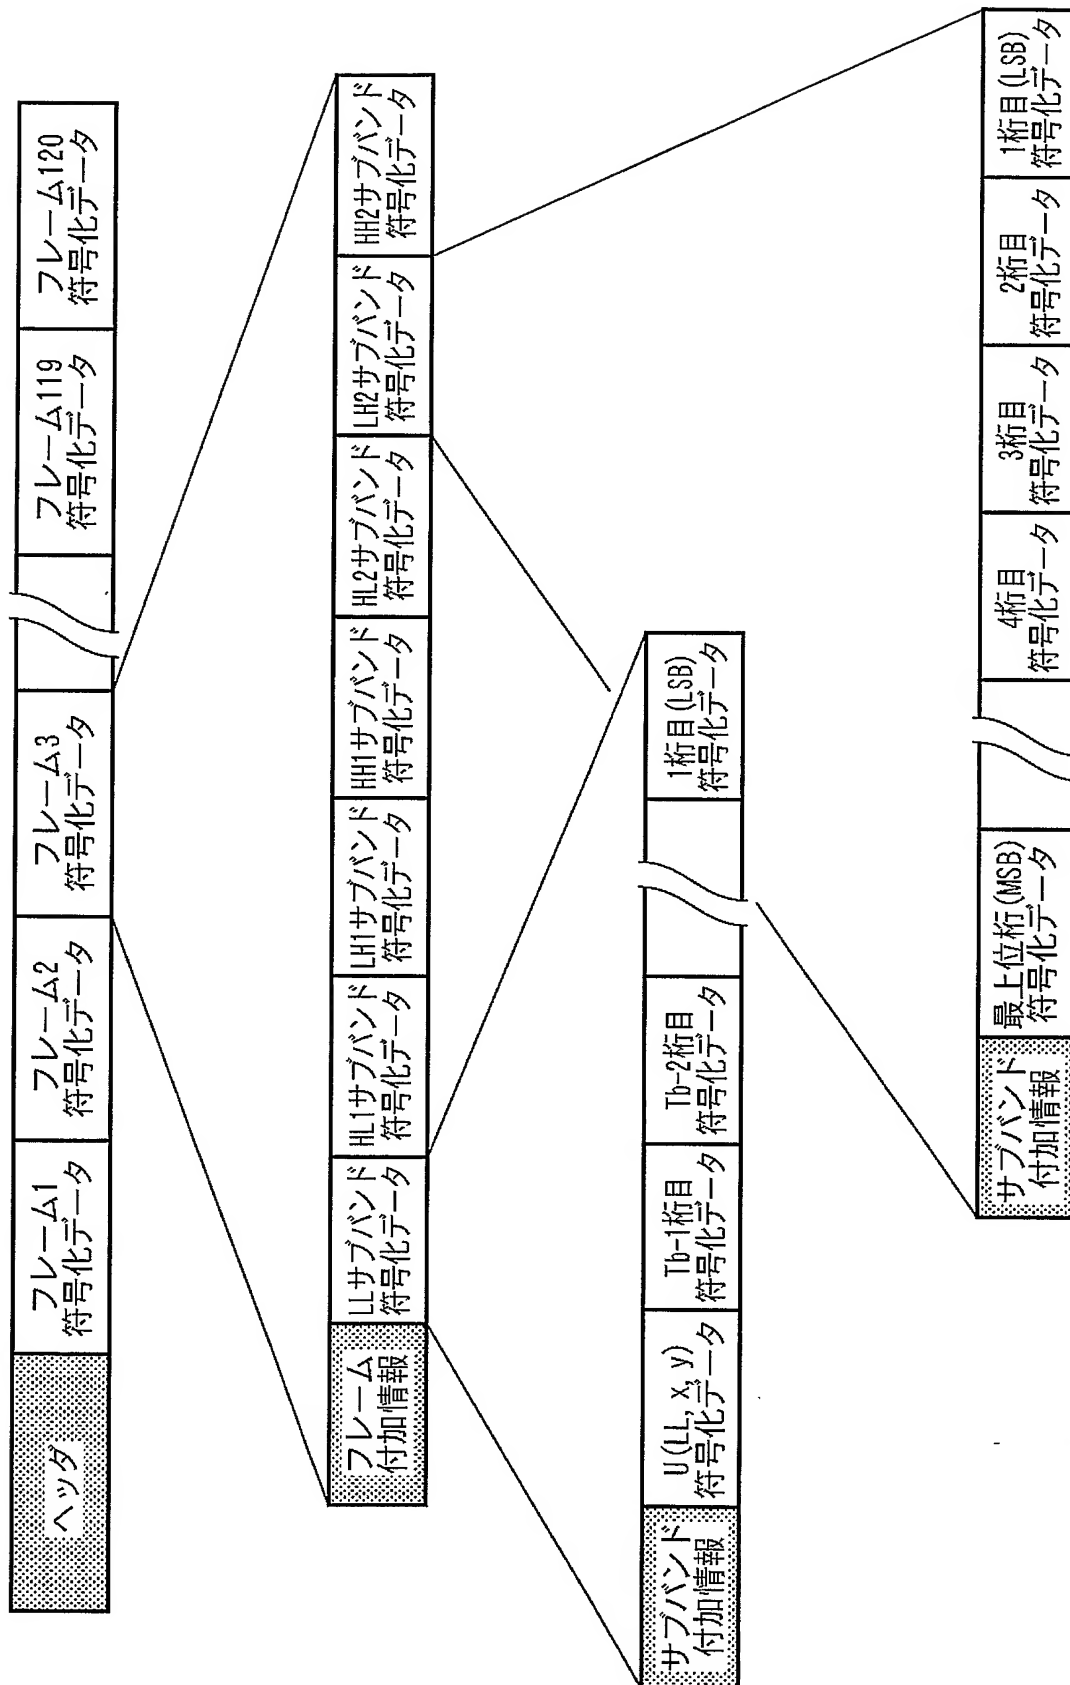 ヘッダ
フレーム1
符号化データ
フレーム2
符号化データ
フレーム3
符号化データ
フレーム119
符号化データ
フレーム120
符号化データ
フレーム
付加情報
LLサブバンド
符号化データ
HL1サブバンド
符号化データ
LH1サブバンド
符号化データ
HH1サブバンド
符号化データ
HL2サブバンド
符号化データ
LH2サブバンド
符号化データ
HH2サブバンド
符号化データ
サブバンド
付加情報
U(LL, x, y)
符号化データ
Tb-1桁目
符号化データ
Tb-2桁目
符号化データ
1桁目(LSB)
符号化データ
サブバンド
付加情報
最上位桁(MSB)
符号化データ
4桁目
符号化データ
3桁目
符号化データ
2桁目
符号化データ
1桁目(LSB)
符号化データ